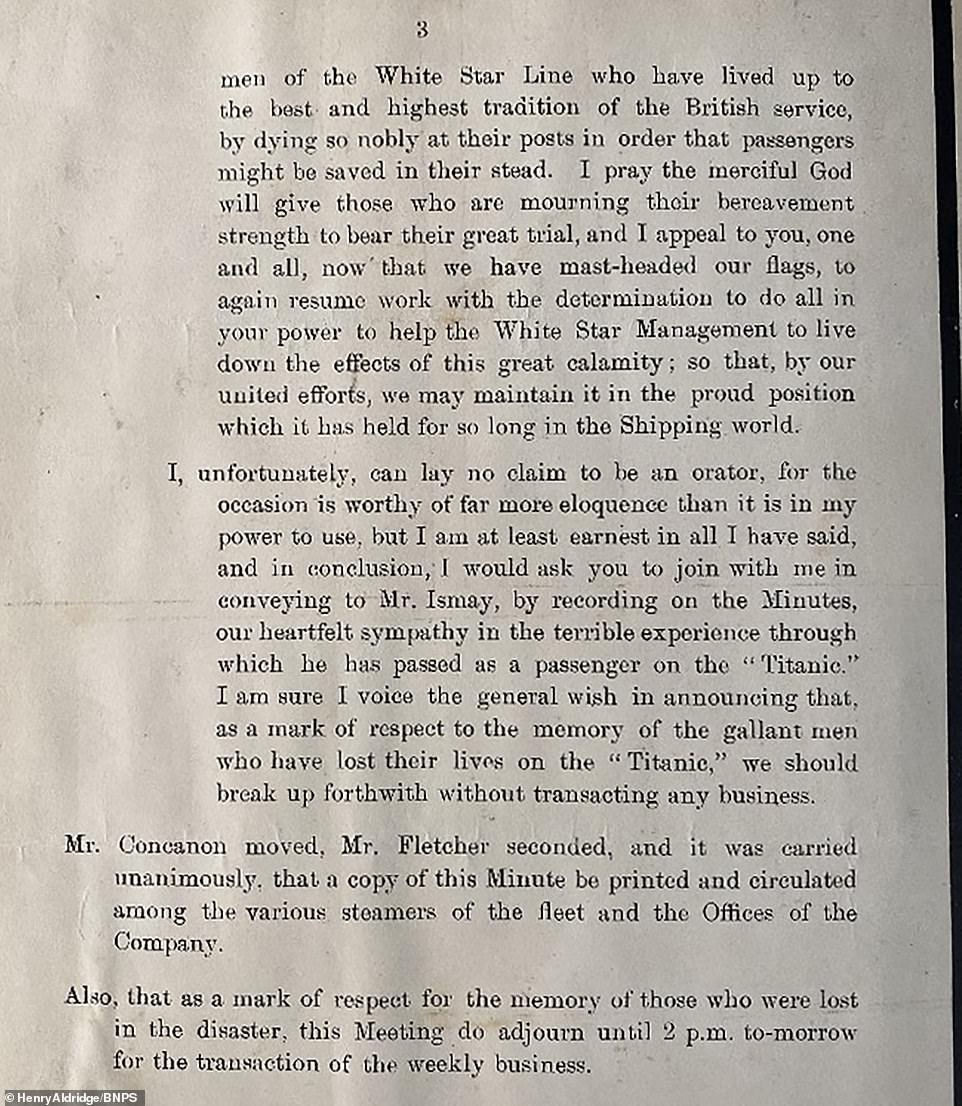 3
men of the White Star Line who have lived up to
the best and highest tradition of the British service,
by dying so nobly at their posts in order that passengers
might be saved in their stead. I pray the merciful God
will give those who are mourning their bereavement
strength to bear their great trial, and I appeal to you, one
and all, now that we have mast-headed our flags, to
again resume work with the determination to do all in
your power to help the White Star Management to live
down the effects of this great calamity; so that, by our
united efforts, we may maintain it in the proud position
which it has held for so long in the Shipping world.
I, unfortunately, can lay no claim to be an orator, for the
occasion is worthy of far more eloquence than it is in my
power to use, but I am at least earnest in all I have said,
and in conclusion, I would ask you to join with me in
conveying to Mr. Ismay, by recording on the Minutes,
our heartfelt sympathy in the terrible experience through
which he has passed as a passenger on the "Titanic."
I am sure I voice the general wish in announcing that,
as a mark of respect to the memory of the gallant men
who have lost their lives on the "Titanic," we should
break up forthwith without transacting any business.
Mr. Concanon moved, Mr. Fletcher seconded, and it was carried
unanimously, that a copy of this Minute be printed and circulated
among the various steamers of the fleet and the Offices of the
Company.
Also, that as a mark of respect for the memory of those who were lost
in the disaster, this Meeting do adjourn until 2 p.m. to-morrow
for the transaction of the weekly business.
©HenryAldridge/BNPS